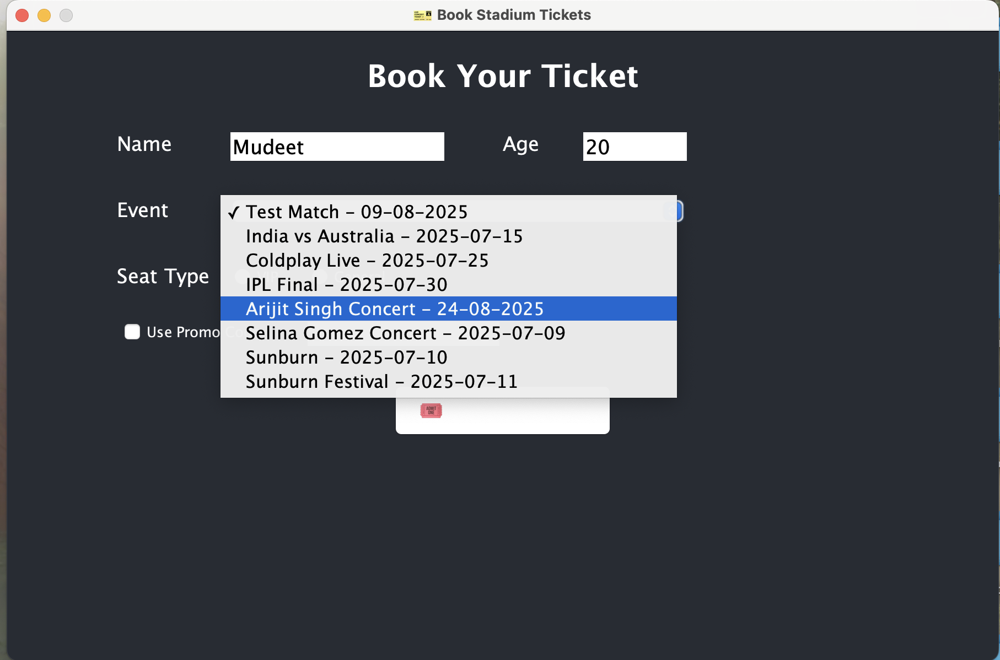 Book Stadium Tickets
Book Your Ticket
Name Mudeet Age 20
Event
✓ Test Match - 09-08-2025
India vs Australia - 2025-07-15
Coldplay Live - 2025-07-25
Seat Type VIP General
IPL Final - 2025-07-30
Arijit Singh Concert - 24-08-2025
Use Promo
Selina Gomez Concert - 2025-07-09
Sunburn - 2025-07-10
Sunburn Festival - 2025-07-11
ADMIT
ONE